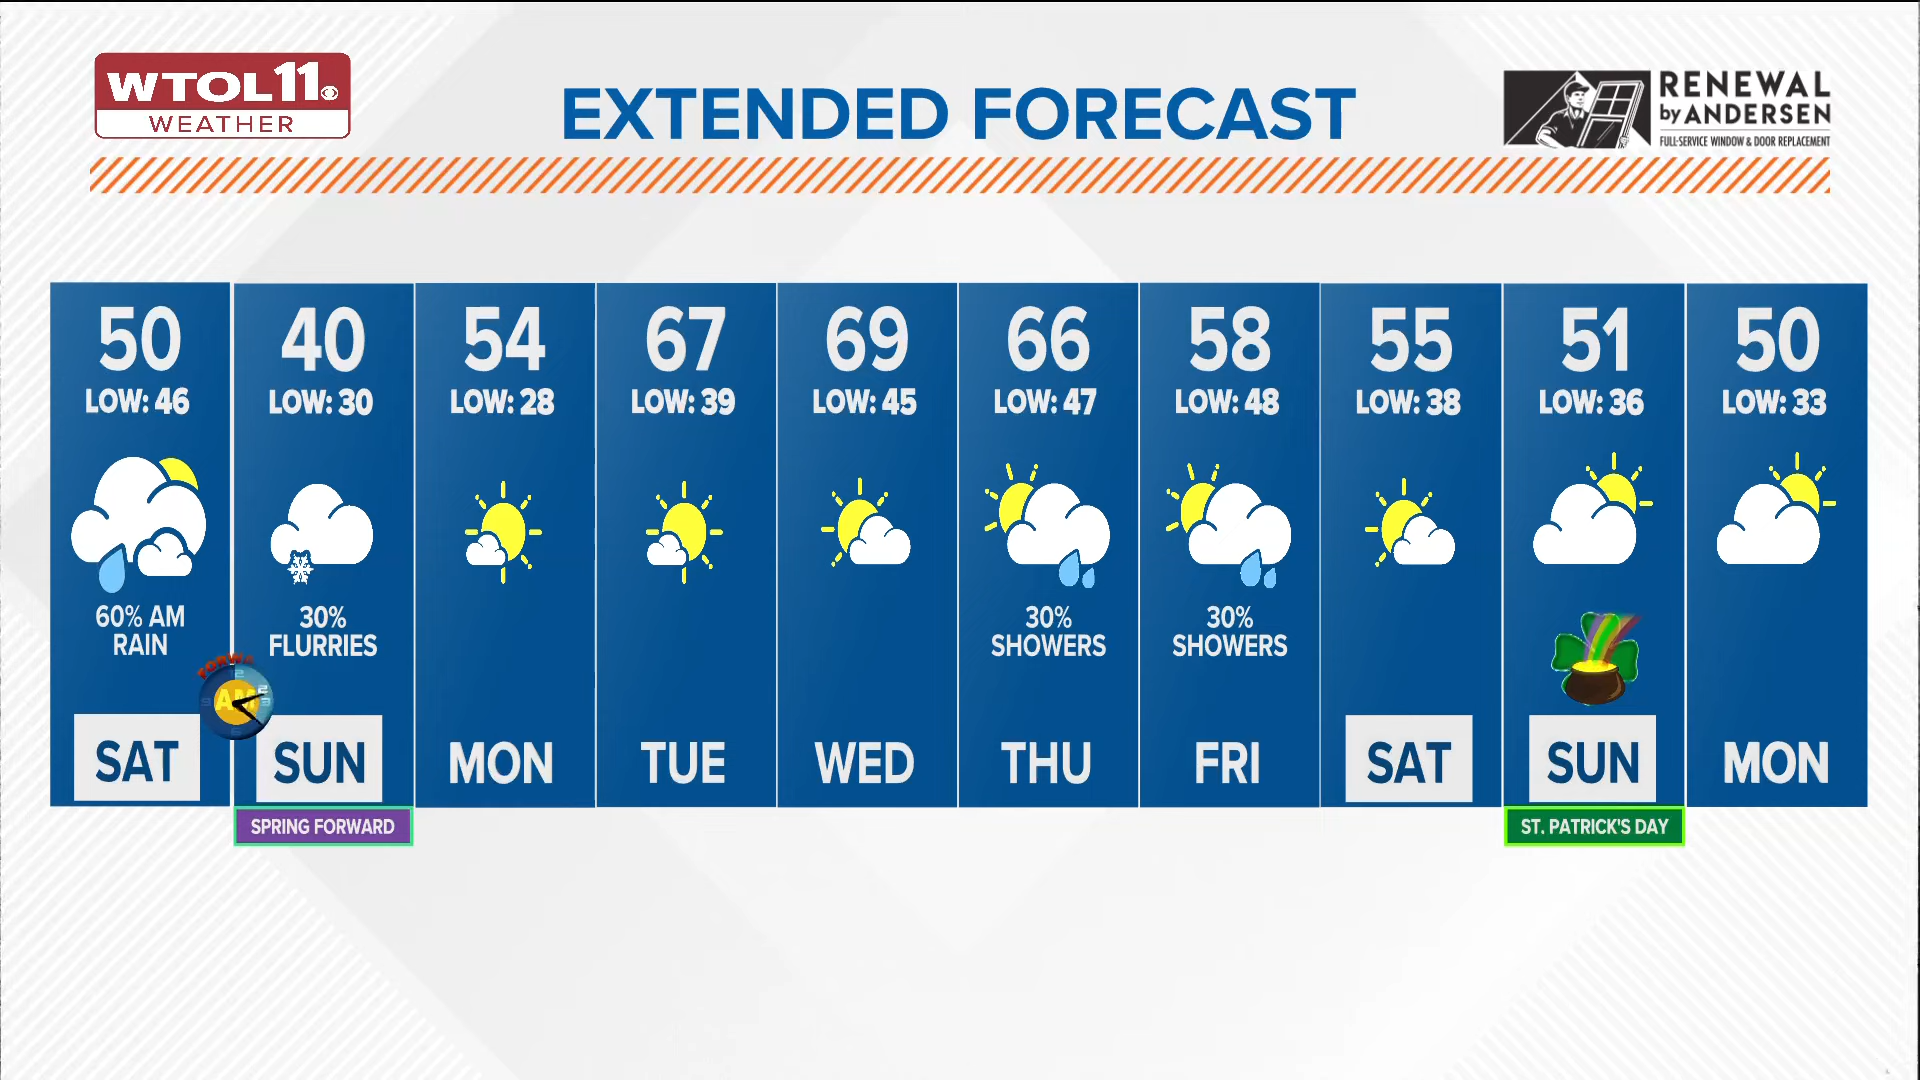 WTOL 11
WEATHER
EXTENDED FORECAST
RENEWAL
by ANDERSEN
FULL-SERVICE WINDOW & DOOR REPLACEMENT
50
LOW: 46
60% AM
RAIN
SAT
40
LOW: 30
30%
FLURRIES
AM
SUN
SPRING FORWARD
54
LOW: 28
MON
67
LOW: 39
TUE
69
LOW: 45
WED
66
LOW: 47
30%
SHOWERS
THU
58
LOW: 48
30%
SHOWERS
FRI
55
LOW: 38
SAT
51
LOW: 36
SUN
ST. PATRICK'S DAY
50
LOW: 33
MON